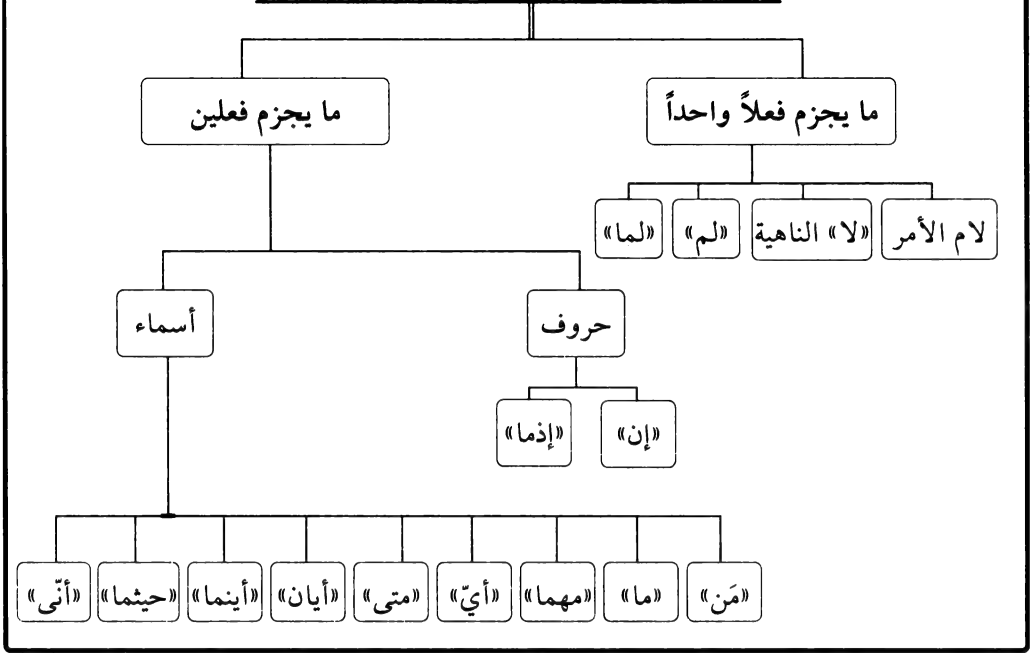 ما يجزم فعلاً واحداً ما يجزم فعلين
لام الأمر «لا» الناهية «لم» «لما»
حروف أسماء
«إن» «إذما»
«مَن» «ما» «مهما» «أيّ» «متى» «أيان» «أينما» «حيثما» «أنّى»